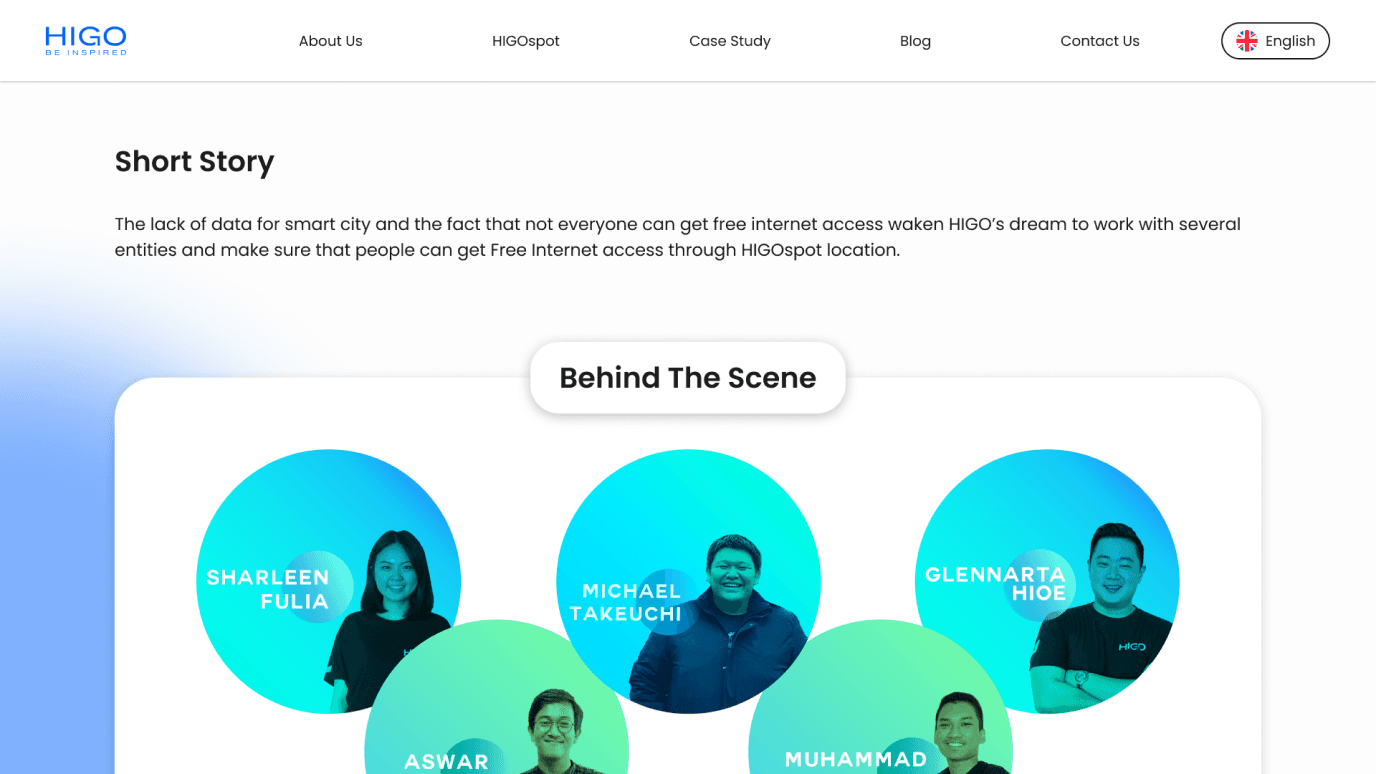 HIGO
BE INSPIRED
About Us
HIGOspot
Case Study
Blog
Contact Us
English
Short Story
The lack of data for smart city and the fact that not everyone can get free internet access waken HIGO’s dream to work with several
entities and make sure that people can get Free Internet access through HIGOspot location.
Behind The Scene
SHARLEEN
FULIA
MICHAEL
TAKEUCHI
GLENNARTA
HIOE
HIGO
ASWAR
MUHAMMAD